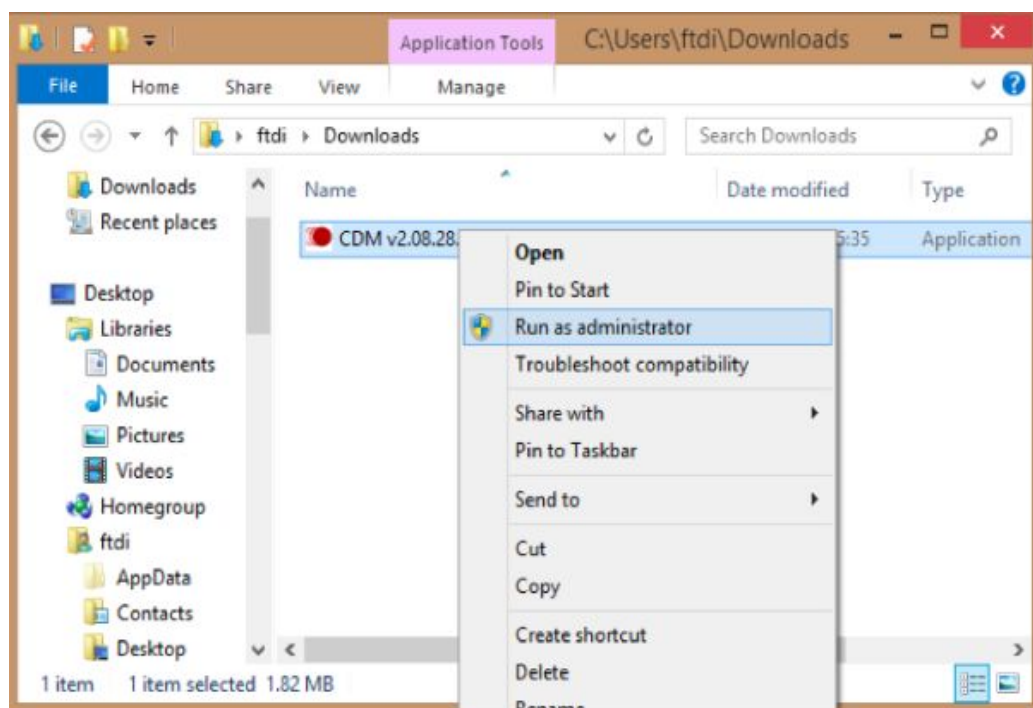 Application Tools C:\Users\ftdi\Downloads
File Home Share View Manage
ftdi Downloads Search Downloads
Downloads
Recent places
Desktop
Libraries
Documents
Music
Pictures
Videos
Homegroup
ftdi
AppData
Contacts
Desktop
Name Date modified Type
CDM v2.08.28. 5:35 Application
Open
Pin to Start
Run as administrator
Troubleshoot compatibility
Share with
Pin to Taskbar
Send to
Cut
Copy
Create shortcut
Delete
1 item 1 item selected 1.82 MB